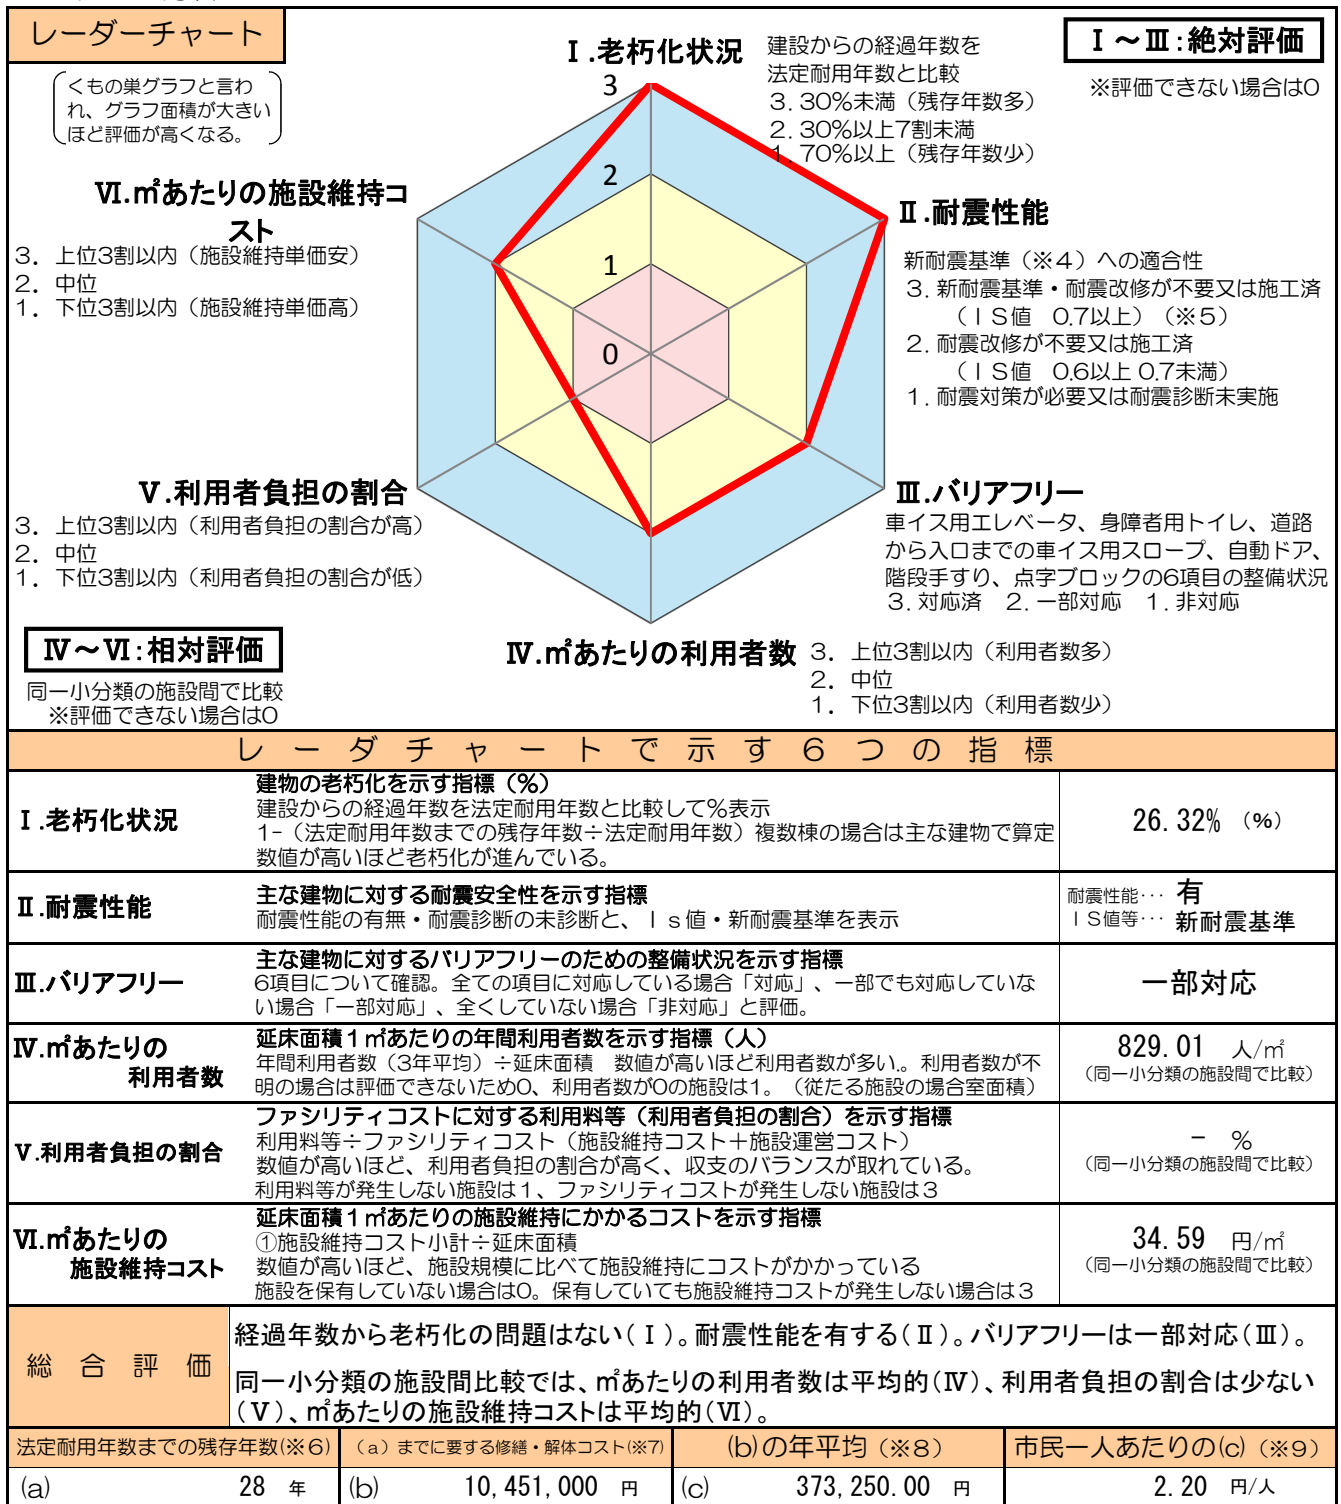 レーダーチャート
くもの巣グラフと言わ
れ、グラフ面積が大きい
ほど評価が高くなる。
Ⅰ.老朽化状況
建設からの経過年数を
法定耐用年数と比較
3. 30%未満（残存年数多）
2. 30%以上7割未満
1. 70%以上（残存年数少）
Ⅰ～Ⅲ:絶対評価
※評価できない場合は0
3
2
1
0
Ⅵ.㎡あたりの施設維持コ
スト
3. 上位3割以内（施設維持単価安）
2. 中位
1. 下位3割以内（施設維持単価高）
Ⅱ.耐震性能
新耐震基準（※4）への適合性
3. 新耐震基準・耐震改修が不要又は施工済
（ＩＳ値　0.7以上）（※5）
2. 耐震改修が不要又は施工済
（ＩＳ値　0.6以上 0.7未満）
1. 耐震対策が必要又は耐震診断未実施
Ⅴ.利用者負担の割合
3. 上位3割以内（利用者負担の割合が高）
2. 中位
1. 下位3割以内（利用者負担の割合が低）
Ⅲ.バリアフリー
車イス用エレベータ、身障者用トイレ、道路
から入口までの車イス用スロープ、自動ドア、
階段手すり、点字ブロックの6項目の整備状況
3. 対応済　2. 一部対応　1. 非対応
Ⅳ～Ⅵ:相対評価
同一小分類の施設間で比較
※評価できない場合は0
Ⅳ.㎡あたりの利用者数
3. 上位3割以内（利用者数多）
2. 中位
1. 下位3割以内（利用者数少）
レーダチャートで示す６つの指標
Ⅰ.老朽化状況
建物の老朽化を示す指標（％）
建設からの経過年数を法定耐用年数と比較して%表示
1-（法定耐用年数までの残存年数÷法定耐用年数）複数棟の場合は主な建物で算定
数値が高いほど老朽化が進んでいる。
26.32%（%）
Ⅱ.耐震性能
主な建物に対する耐震安全性を示す指標
耐震性能の有無・耐震診断の未診断と、Ｉｓ値・新耐震基準を表示
耐震性能… 有
ＩＳ値等… 新耐震基準
Ⅲ.バリアフリー
主な建物に対するバリアフリーのための整備状況を示す指標
6項目について確認。全ての項目に対応している場合「対応」、一部でも対応していな
い場合「一部対応」、全くしていない場合「非対応」と評価。
一部対応
Ⅳ.㎡あたりの
利用者数
延床面積１㎡あたりの年間利用者数を示す指標（人）
年間利用者数（3年平均）÷延床面積　数値が高いほど利用者数が多い。利用者数が不
明の場合は評価できないため0、利用者数が0の施設は1。（従たる施設の場合室面積）
829.01 人/㎡
（同一小分類の施設間で比較）
Ⅴ.利用者負担の割合
ファシリティコストに対する利用料等（利用者負担の割合）を示す指標
利用料等÷ファシリティコスト（施設維持コスト＋施設運営コスト）
数値が高いほど、利用者負担の割合が高く、収支のバランスが取れている。
利用料等が発生しない施設は１、ファシリティコストが発生しない施設は３
- %
（同一小分類の施設間で比較）
Ⅵ.㎡あたりの
施設維持コスト
延床面積１㎡あたりの施設維持にかかるコストを示す指標
①施設維持コスト小計÷延床面積
数値が高いほど、施設規模に比べて施設維持にコストがかかっている
施設を保有していない場合は0。保有していても施設維持コストが発生しない場合は３
34.59 円/㎡
（同一小分類の施設間で比較）
総合評価
経過年数から老朽化の問題はない(Ⅰ)。耐震性能を有する(Ⅱ)。バリアフリーは一部対応(Ⅲ)。
同一小分類の施設間比較では、㎡あたりの利用者数は平均的(Ⅳ)、利用者負担の割合は少ない
(Ⅴ)、㎡あたりの施設維持コストは平均的(Ⅵ)。
法定耐用年数までの残存年数(※6)
（a）までに要する修繕・解体コスト(※7)
(b)の年平均（※8）
市民一人あたりの(c)（※9）
(a) 28 年
(b) 10,451,000 円
(c) 373,250.00 円
2.20 円/人